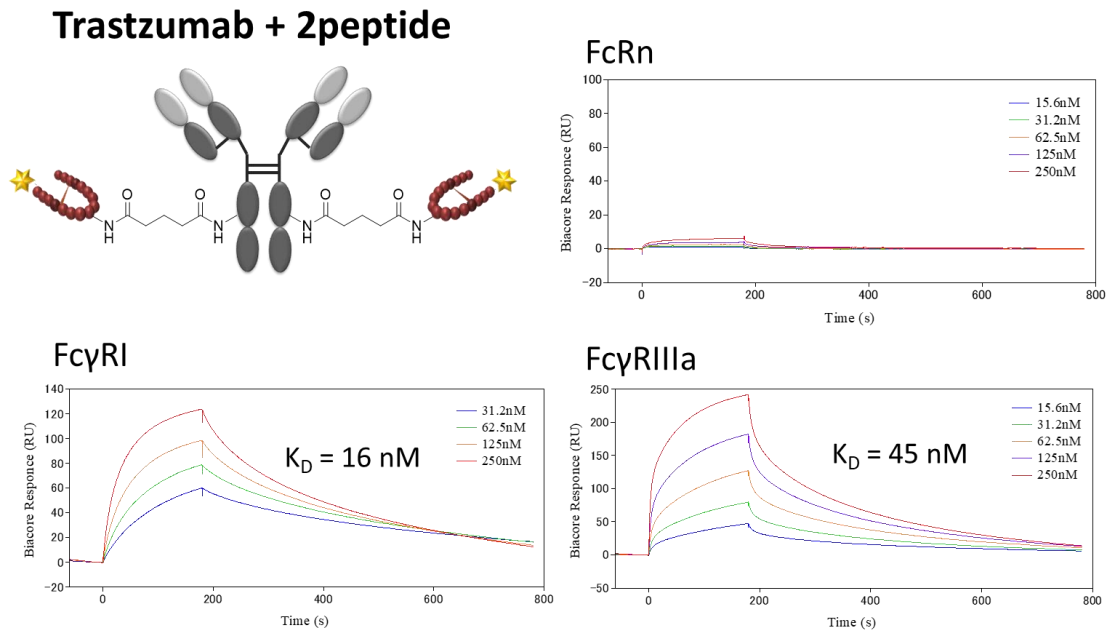 Trastzumab + 2peptide
O
O
N
H
N
H
O
O
N
H
N
H
FcRn
Biacore Responce (RU)
100
80
60
40
20
0
−20
0
200
400
600
800
Time (s)
15.6nM
31.2nM
62.5nM
125nM
250nM
FcγRI
Biacore Responce (RU)
140
120
100
80
60
40
20
0
−20
0
200
400
600
800
Time (s)
31.2nM
62.5nM
125nM
250nM
KD = 16 nM
FcγRIIIa
Biacore Responce (RU)
250
200
150
100
50
0
−50
0
200
400
600
800
Time (s)
15.6nM
31.2nM
62.5nM
125nM
250nM
KD = 45 nM